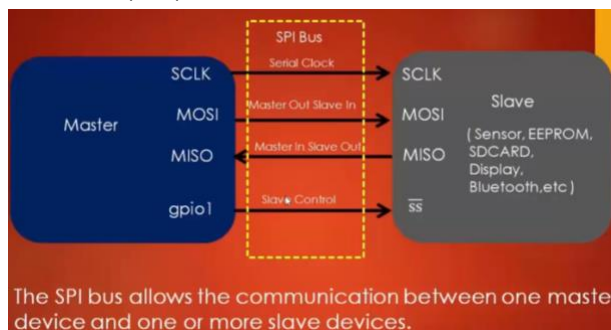 SPI Bus
SCLK
Serial Clock
SCLK
Master
MOSI
Master Out Slave In
MOSI
Slave
MISO
Master In Slave Out
MISO
( Sensor, EEPROM,
SDCARD,
Display,
Bluetooth,etc )
gpio1
Slave Control
SS
The SPI bus allows the communication between one maste
device and one or more slave devices.